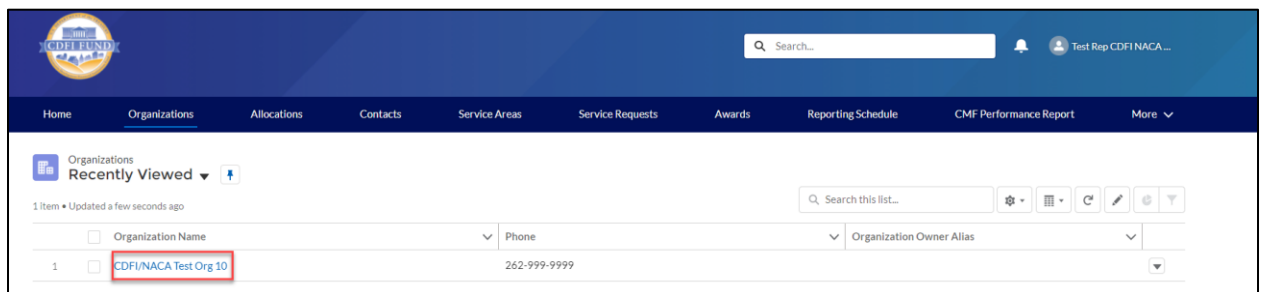 CDFI FUND
Search...
Test Rep CDFI NACA ...
Home Organizations Allocations Contacts Service Areas Service Requests Awards Reporting Schedule CMF Performance Report More
Organizations
Recently Viewed
1 item • Updated a few seconds ago
Search this list...
Organization Name Phone Organization Owner Alias
1 CDFI/NACA Test Org 10 262-999-9999